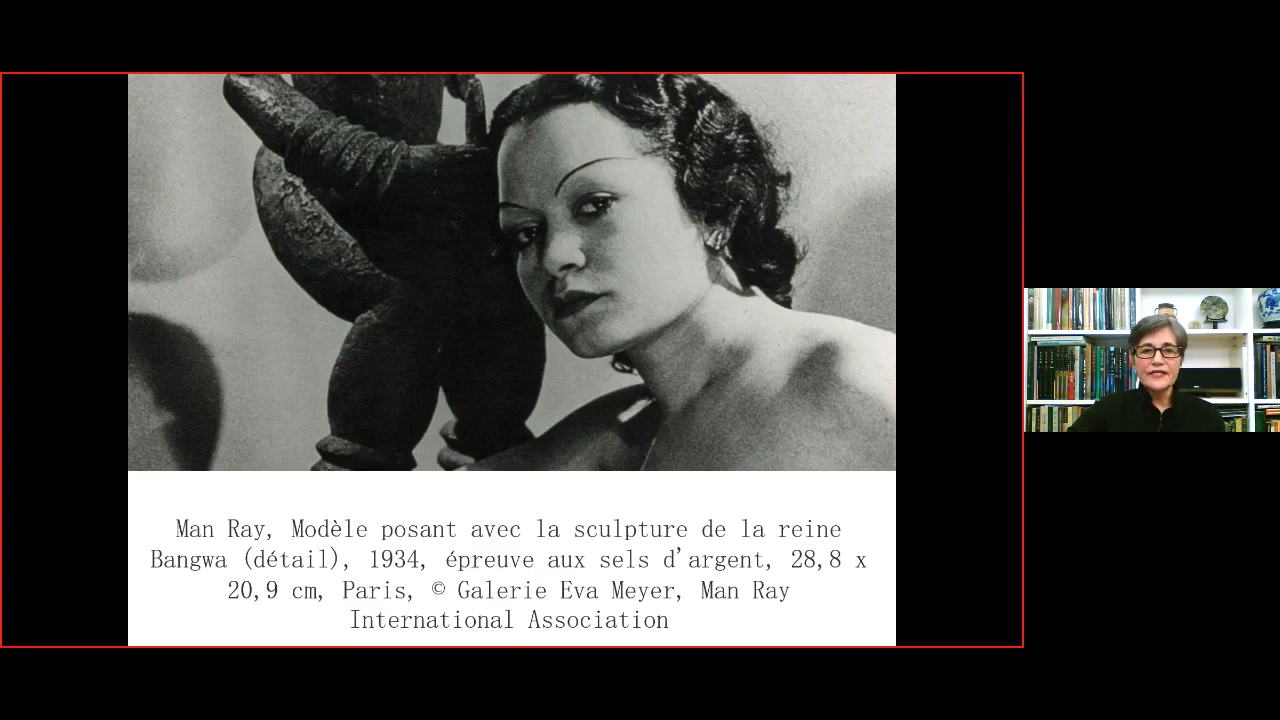 Man Ray, Modèle posant avec la sculpture de la reine
Bangwa (détail), 1934, épreuve aux sels d’argent, 28,8 x
20,9 cm, Paris, © Galerie Eva Meyer, Man Ray
International Association